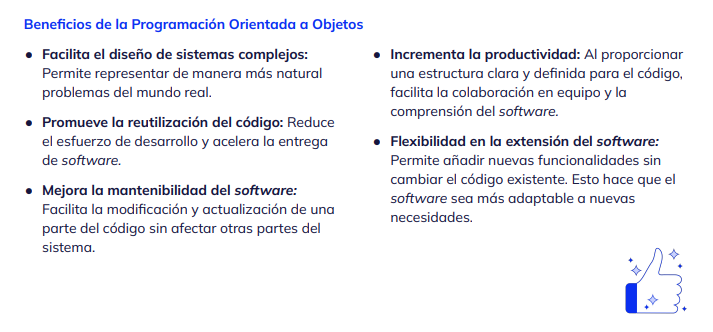 Beneficios de la Programación Orientada a Objetos
● Facilita el diseño de sistemas complejos:
Permite representar de manera más natural
problemas del mundo real.
● Promueve la reutilización del código: Reduce
el esfuerzo de desarrollo y acelera la entrega
de software.
● Mejora la mantenibilidad del software:
Facilita la modificación y actualización de una
parte del código sin afectar otras partes del
sistema.
● Incrementa la productividad: Al proporcionar
una estructura clara y definida para el código,
facilita la colaboración en equipo y la
comprensión del software.
● Flexibilidad en la extensión del software:
Permite añadir nuevas funcionalidades sin
cambiar el código existente. Esto hace que el
software sea más adaptable a nuevas
necesidades.